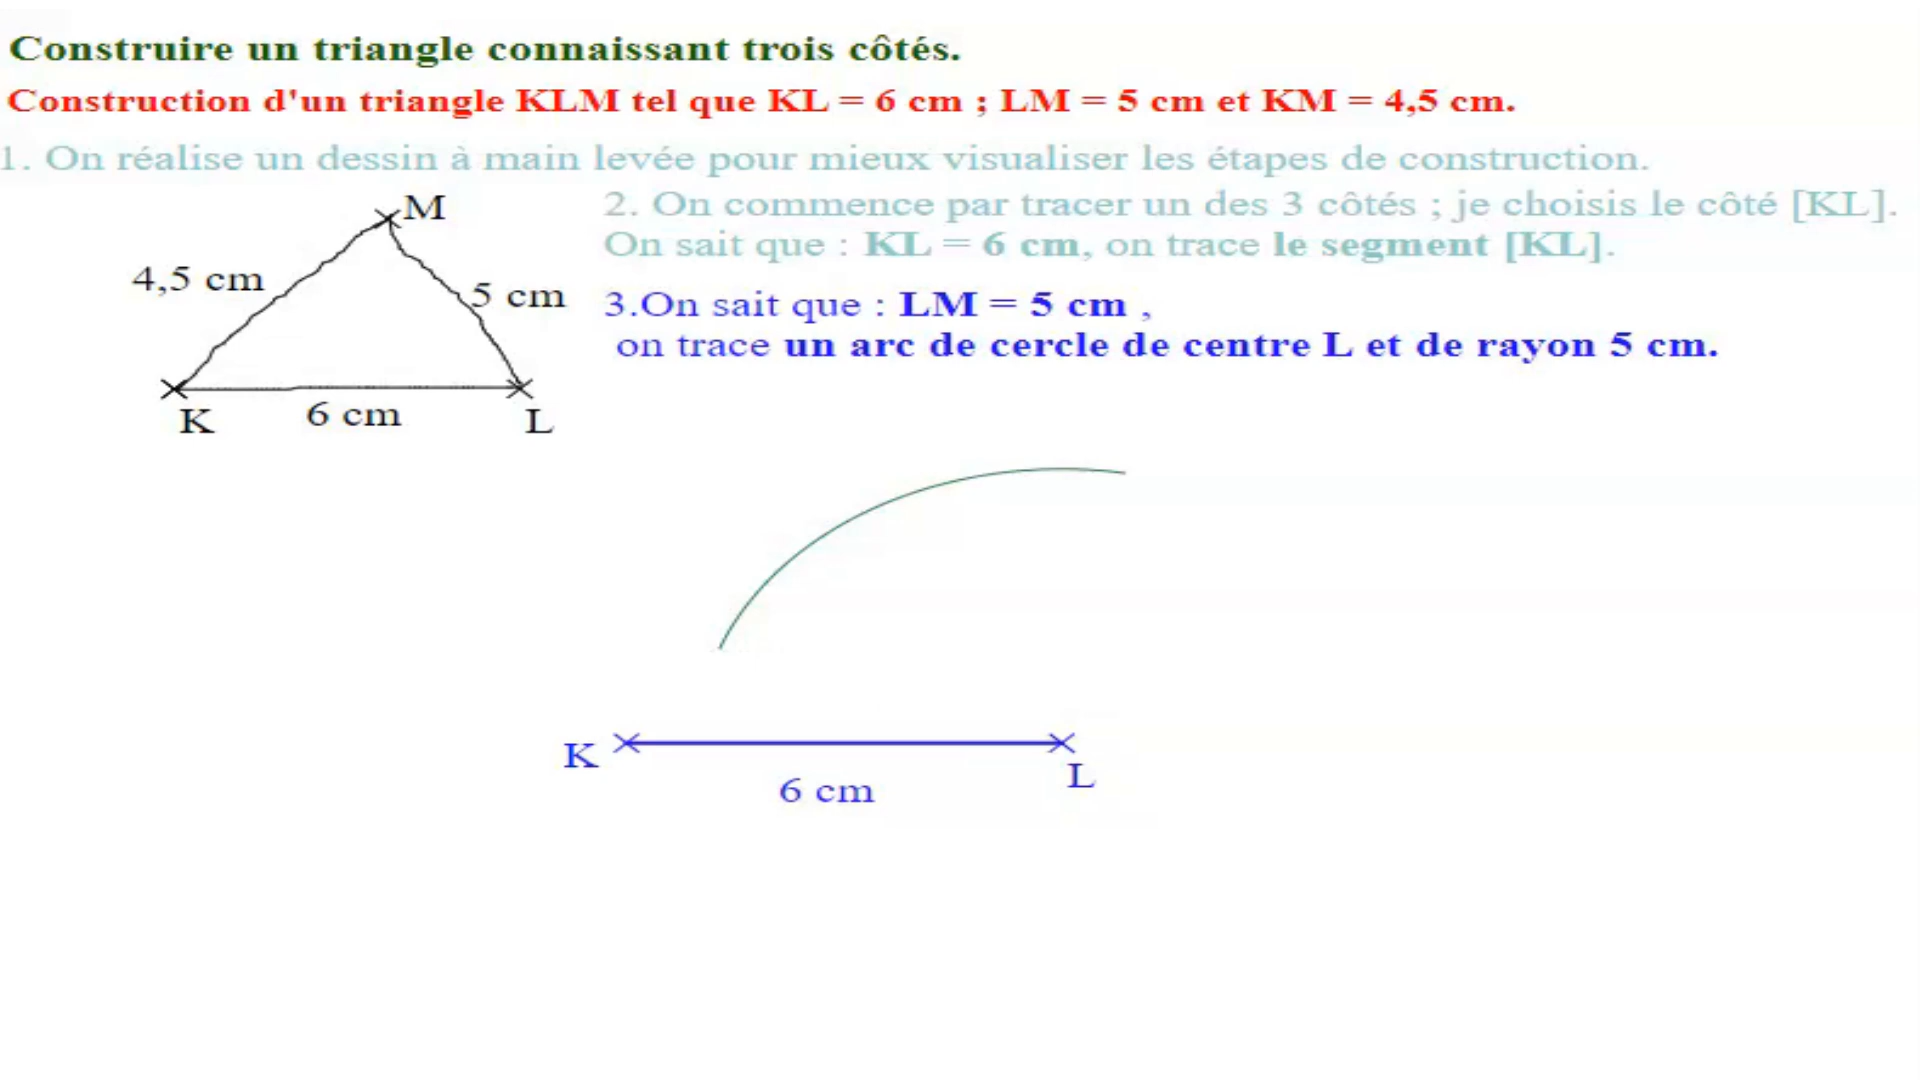 Construire un triangle connaissant trois côtés.
Construction d'un triangle KLM tel que KL = 6 cm ; LM = 5 cm et KM = 4,5 cm.
1. On réalise un dessin à main levée pour mieux visualiser les étapes de construction.
M
4,5 cm
5 cm
K
6 cm
L
2. On commence par tracer un des 3 côtés ; je choisis le côté [KL].
On sait que : KL = 6 cm, on trace le segment [KL].
3.On sait que : LM = 5 cm ,
on trace un arc de cercle de centre L et de rayon 5 cm.
K
L
6 cm